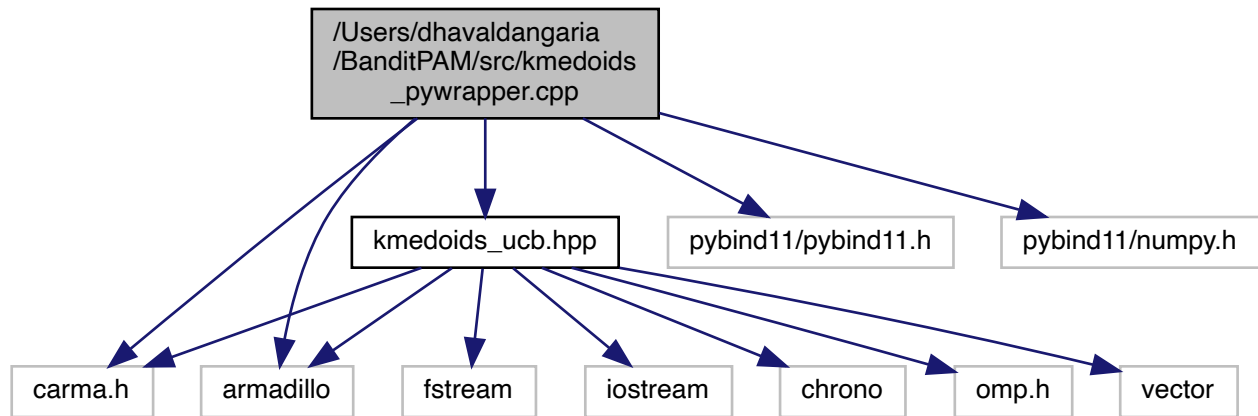 /Users/dhavaldangaria
/BanditPAM/src/kmedoids
_pywrapper.cpp
kmedoids_ucb.hpp
pybind11/pybind11.h
pybind11/numpy.h
carma.h
armadillo
fstream
iostream
chrono
omp.h
vector